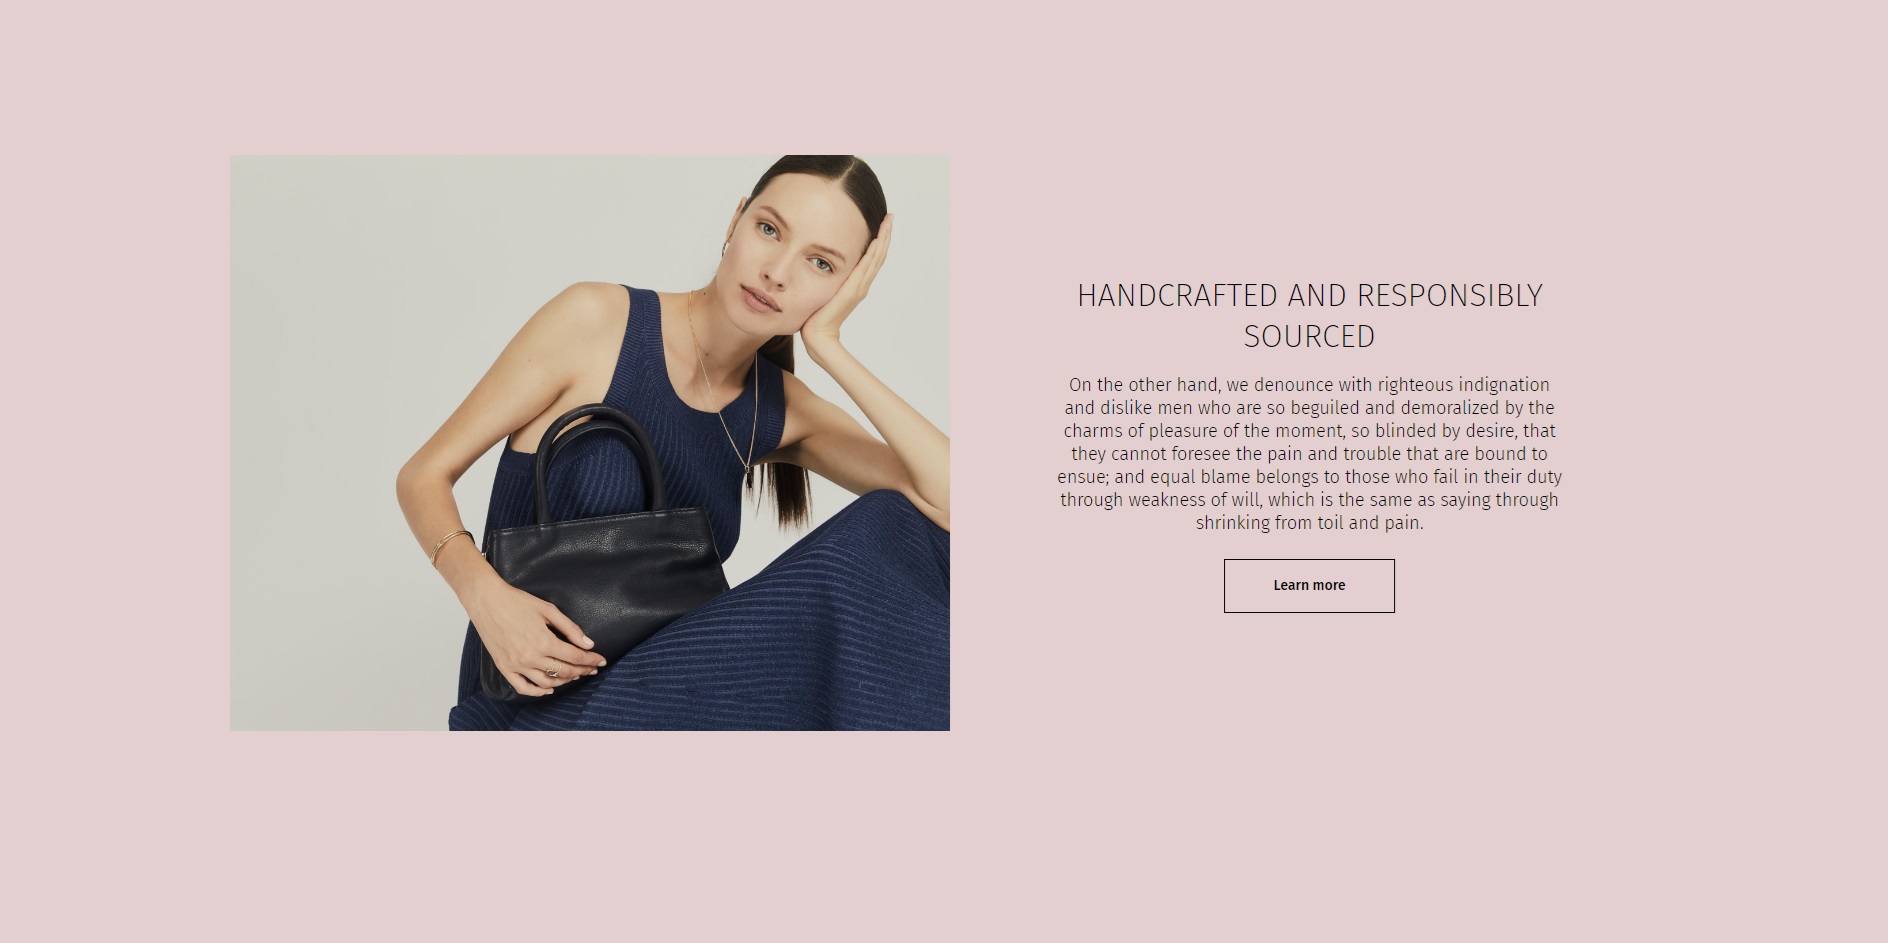 HANDCRAFTED AND RESPONSIBLY
SOURCED
On the other hand, we denounce with righteous indignation
and dislike men who are so beguiled and demoralized by the
charms of pleasure of the moment, so blinded by desire, that
they cannot foresee the pain and trouble that are bound to
ensue; and equal blame belongs to those who fail in their duty
through weakness of will, which is the same as saying through
shrinking from toil and pain.
Learn more